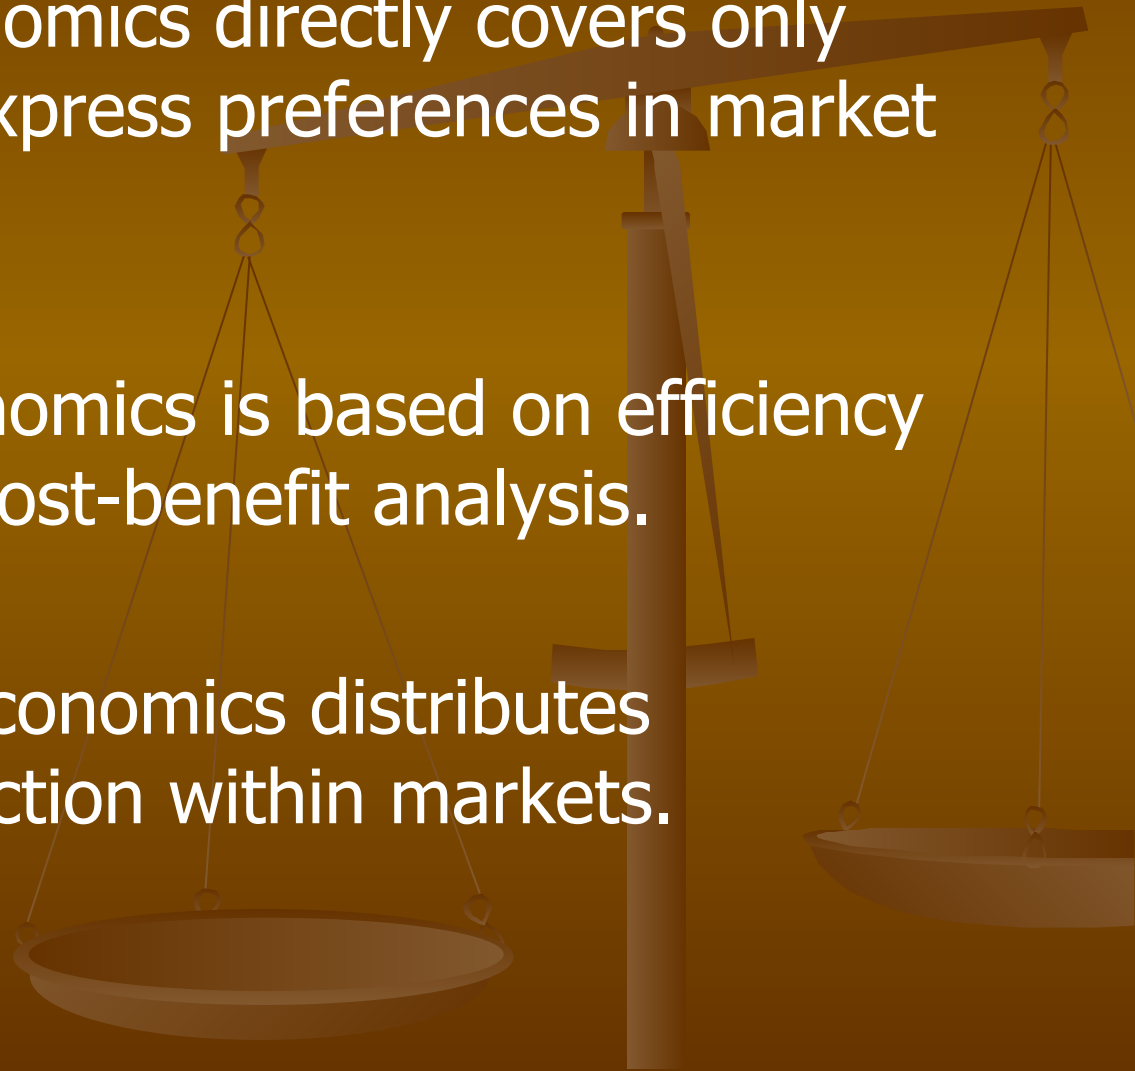 omics directly covers only
xpress preferences in market
nomics is based on efficiency
ost-benefit analysis.
conomics distributes
ction within markets.